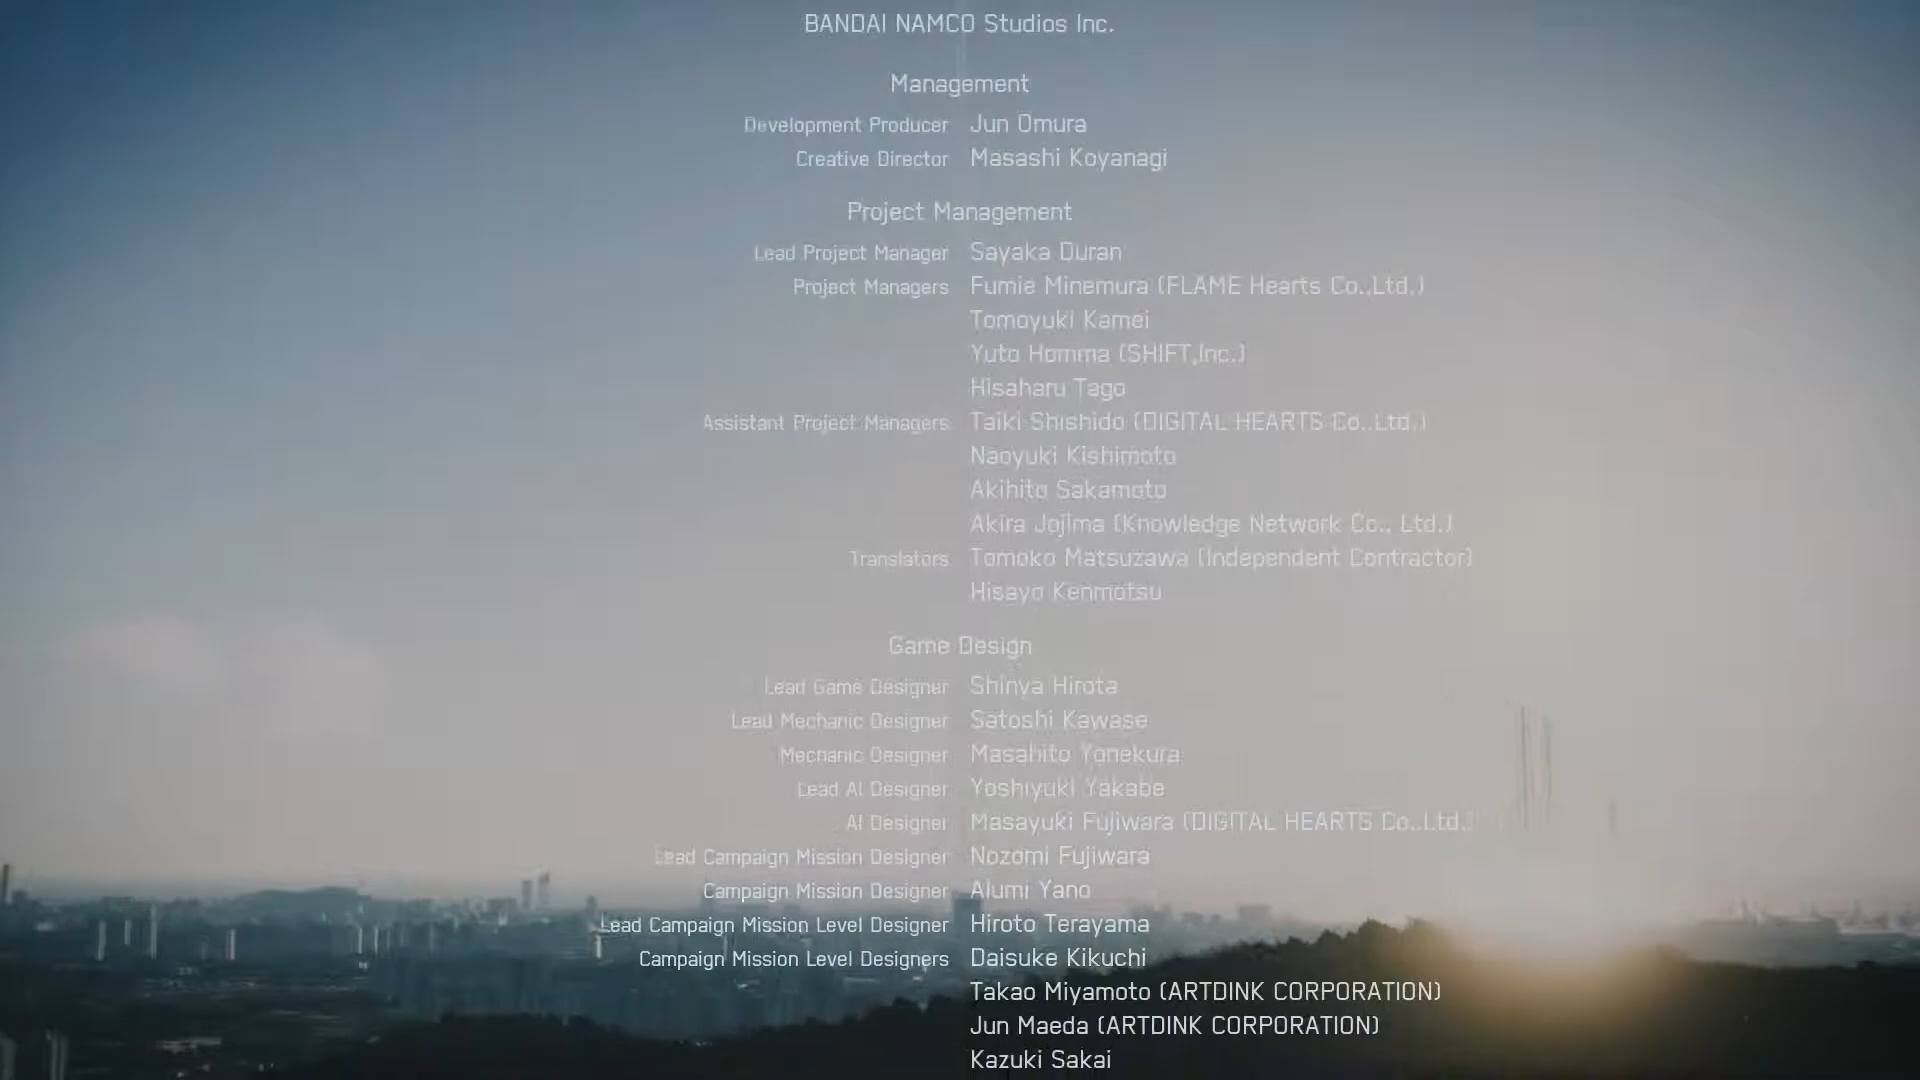 BANDAI NAMCO Studios Inc.
Management
Development Producer Jun Omura
Creative Director Masashi Koyanagi
Project Management
Lead Project Manager Sayaka Duran
Project Managers Fumie Minemura (FLAME Hearts Co.,Ltd.)
Tomoyuki Kamei
Yuto Homma (SHIFT,Inc.)
Hisaharu Tago
Assistant Project Managers Taiki Shishido (DIGITAL HEARTS Co.,Ltd.)
Naoyuki Kishimoto
Akihito Sakamoto
Akira Jojima (Knowledge Network Co., Ltd.)
Translators Tomoko Matsuzawa (Independent Contractor)
Hisayo Kenmotsu
Game Design
Lead Game Designer Shinya Hirota
Lead Mechanic Designer Satoshi Kawase
Mechanic Designer Masahito Yonekura
Lead AI Designer Yoshiyuki Yakabe
AI Designer Masayuki Fujiwara (DIGITAL HEARTS Co.,Ltd.)
Lead Campaign Mission Designer Nozomi Fujiwara
Campaign Mission Designer Alumi Yano
Lead Campaign Mission Level Designer Hiroto Terayama
Campaign Mission Level Designers Daisuke Kikuchi
Takao Miyamoto (ARTDINK CORPORATION)
Jun Maeda (ARTDINK CORPORATION)
Kazuki Sakai